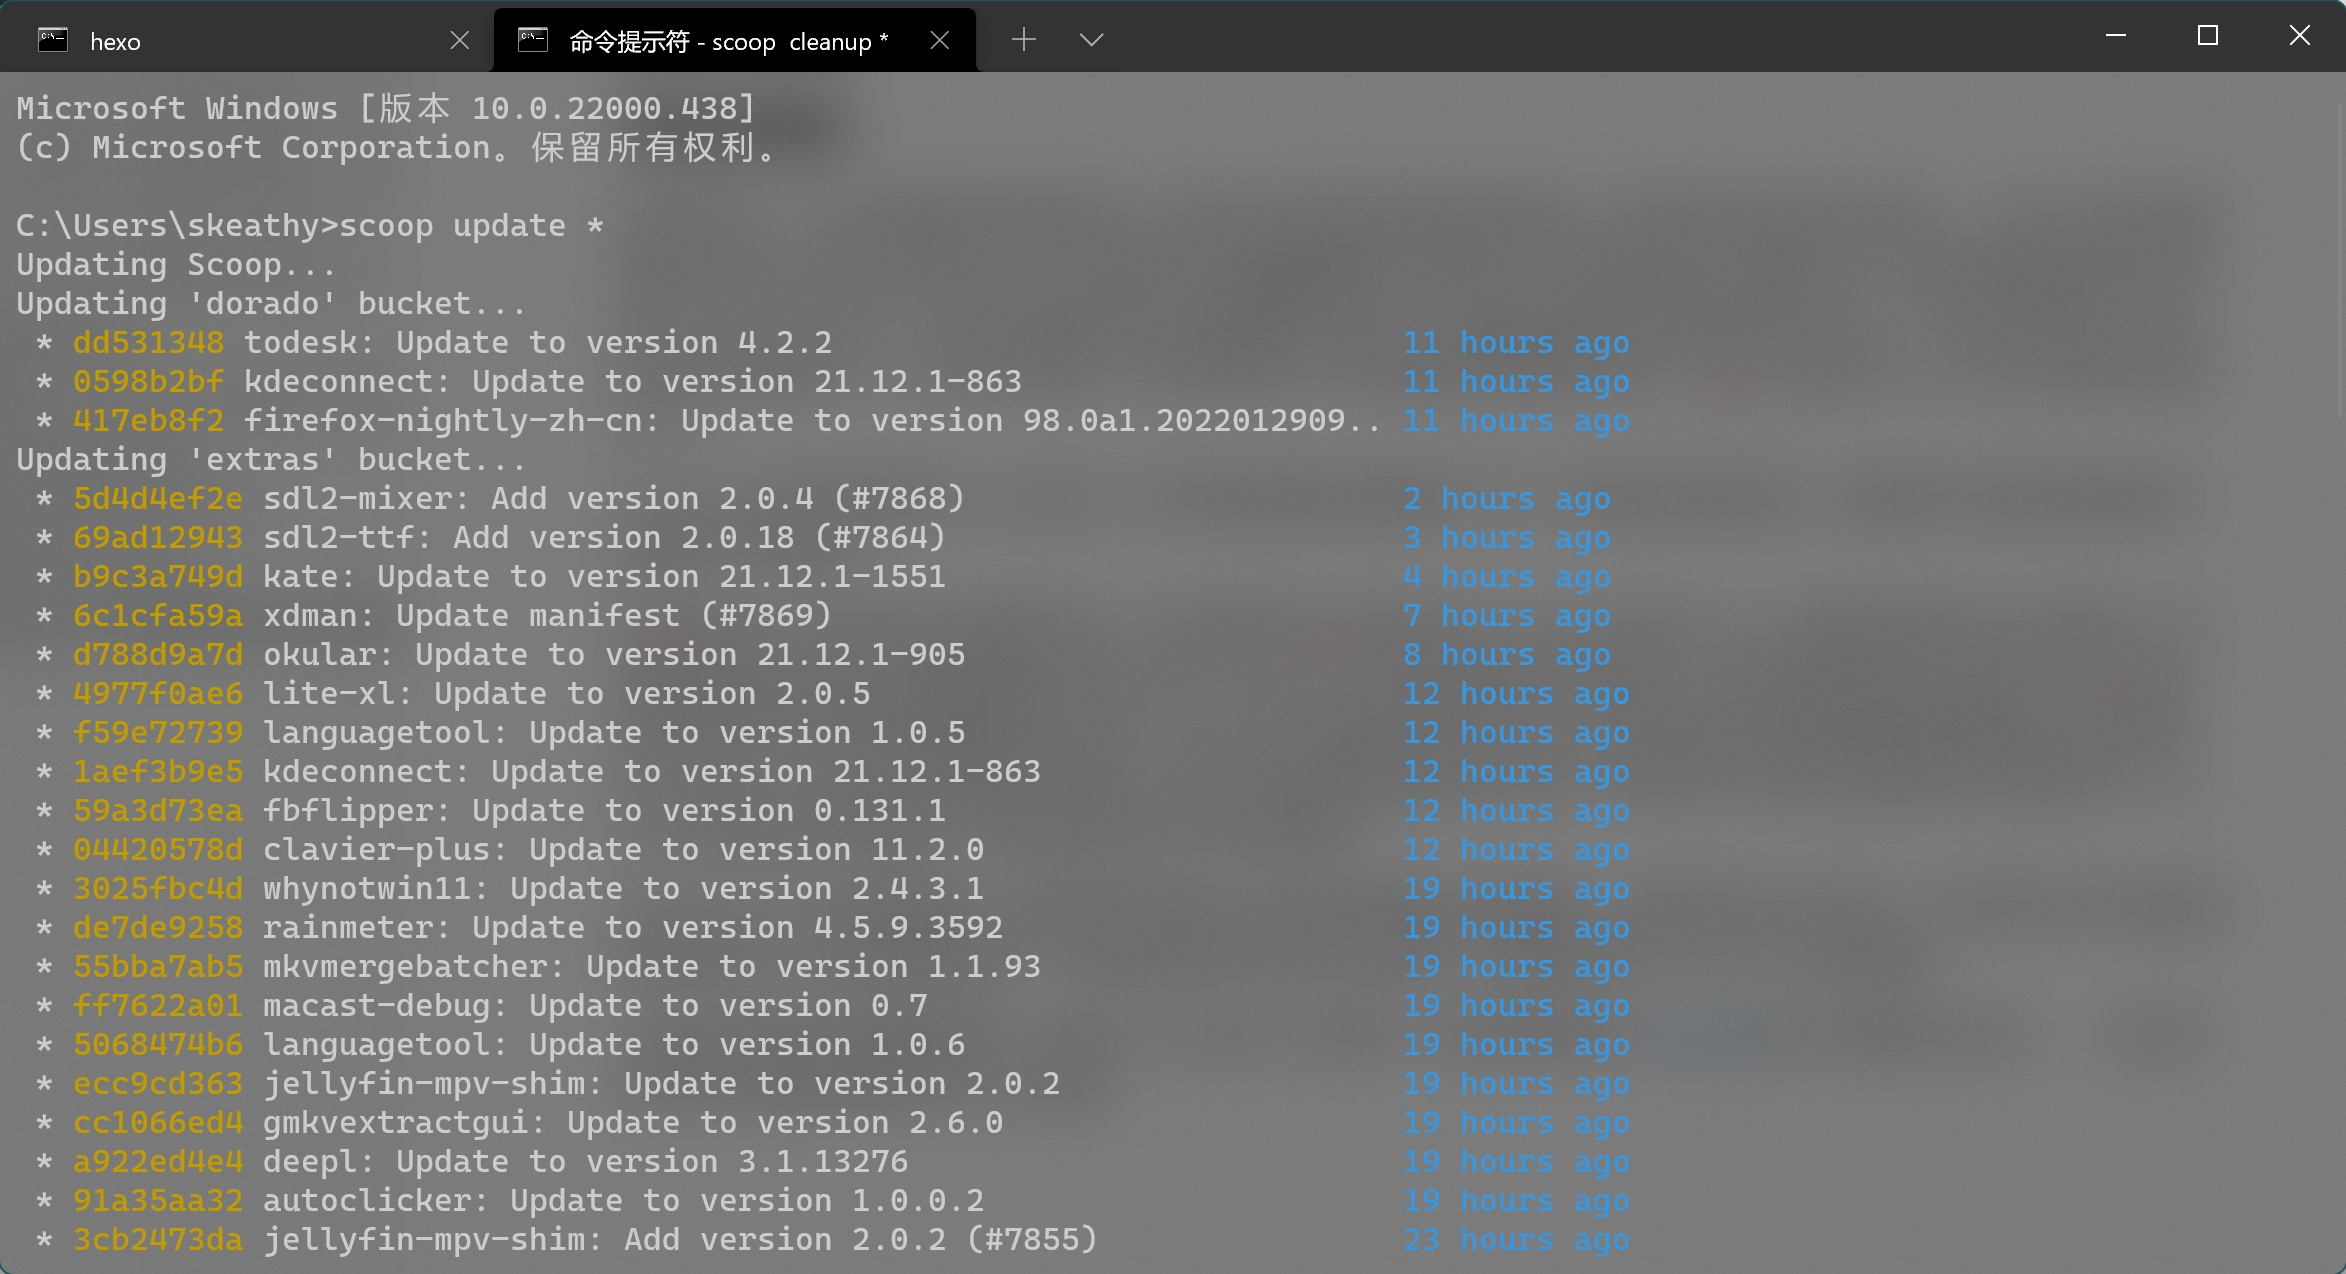 hexo
命令提示符 - scoop  cleanup *
Microsoft Windows [版本 10.0.22000.438]
(c) Microsoft Corporation。保留所有权利。
C:\Users\skeathy>scoop update *
Updating Scoop...
Updating 'dorado' bucket...
* dd531348 todesk: Update to version 4.2.2 11 hours ago
* 0598b2bf kdeconnect: Update to version 21.12.1-863 11 hours ago
* 417eb8f2 firefox-nightly-zh-cn: Update to version 98.0a1.2022012909.. 11 hours ago
Updating 'extras' bucket...
* 5d4d4ef2e sdl2-mixer: Add version 2.0.4 (#7868) 2 hours ago
* 69ad12943 sdl2-ttf: Add version 2.0.18 (#7864) 3 hours ago
* b9c3a749d kate: Update to version 21.12.1-1551 4 hours ago
* 6c1cfa59a xdman: Update manifest (#7869) 7 hours ago
* d788d9a7d okular: Update to version 21.12.1-905 8 hours ago
* 4977f0ae6 lite-xl: Update to version 2.0.5 12 hours ago
* f59e72739 languagetool: Update to version 1.0.5 12 hours ago
* 1aef3b9e5 kdeconnect: Update to version 21.12.1-863 12 hours ago
* 59a3d73ea fbflipper: Update to version 0.131.1 12 hours ago
* 04420578d clavier-plus: Update to version 11.2.0 12 hours ago
* 3025fbc4d whynotwin11: Update to version 2.4.3.1 19 hours ago
* de7de9258 rainmeter: Update to version 4.5.9.3592 19 hours ago
* 55bba7ab5 mkvmergebatcher: Update to version 1.1.93 19 hours ago
* ff7622a01 macast-debug: Update to version 0.7 19 hours ago
* 5068474b6 languagetool: Update to version 1.0.6 19 hours ago
* ecc9cd363 jellyfin-mpv-shim: Update to version 2.0.2 19 hours ago
* cc1066ed4 gmkvextractgui: Update to version 2.6.0 19 hours ago
* a922ed4e4 deepl: Update to version 3.1.13276 19 hours ago
* 91a35aa32 autoclicker: Update to version 1.0.0.2 19 hours ago
* 3cb2473da jellyfin-mpv-shim: Add version 2.0.2 (#7855) 23 hours ago